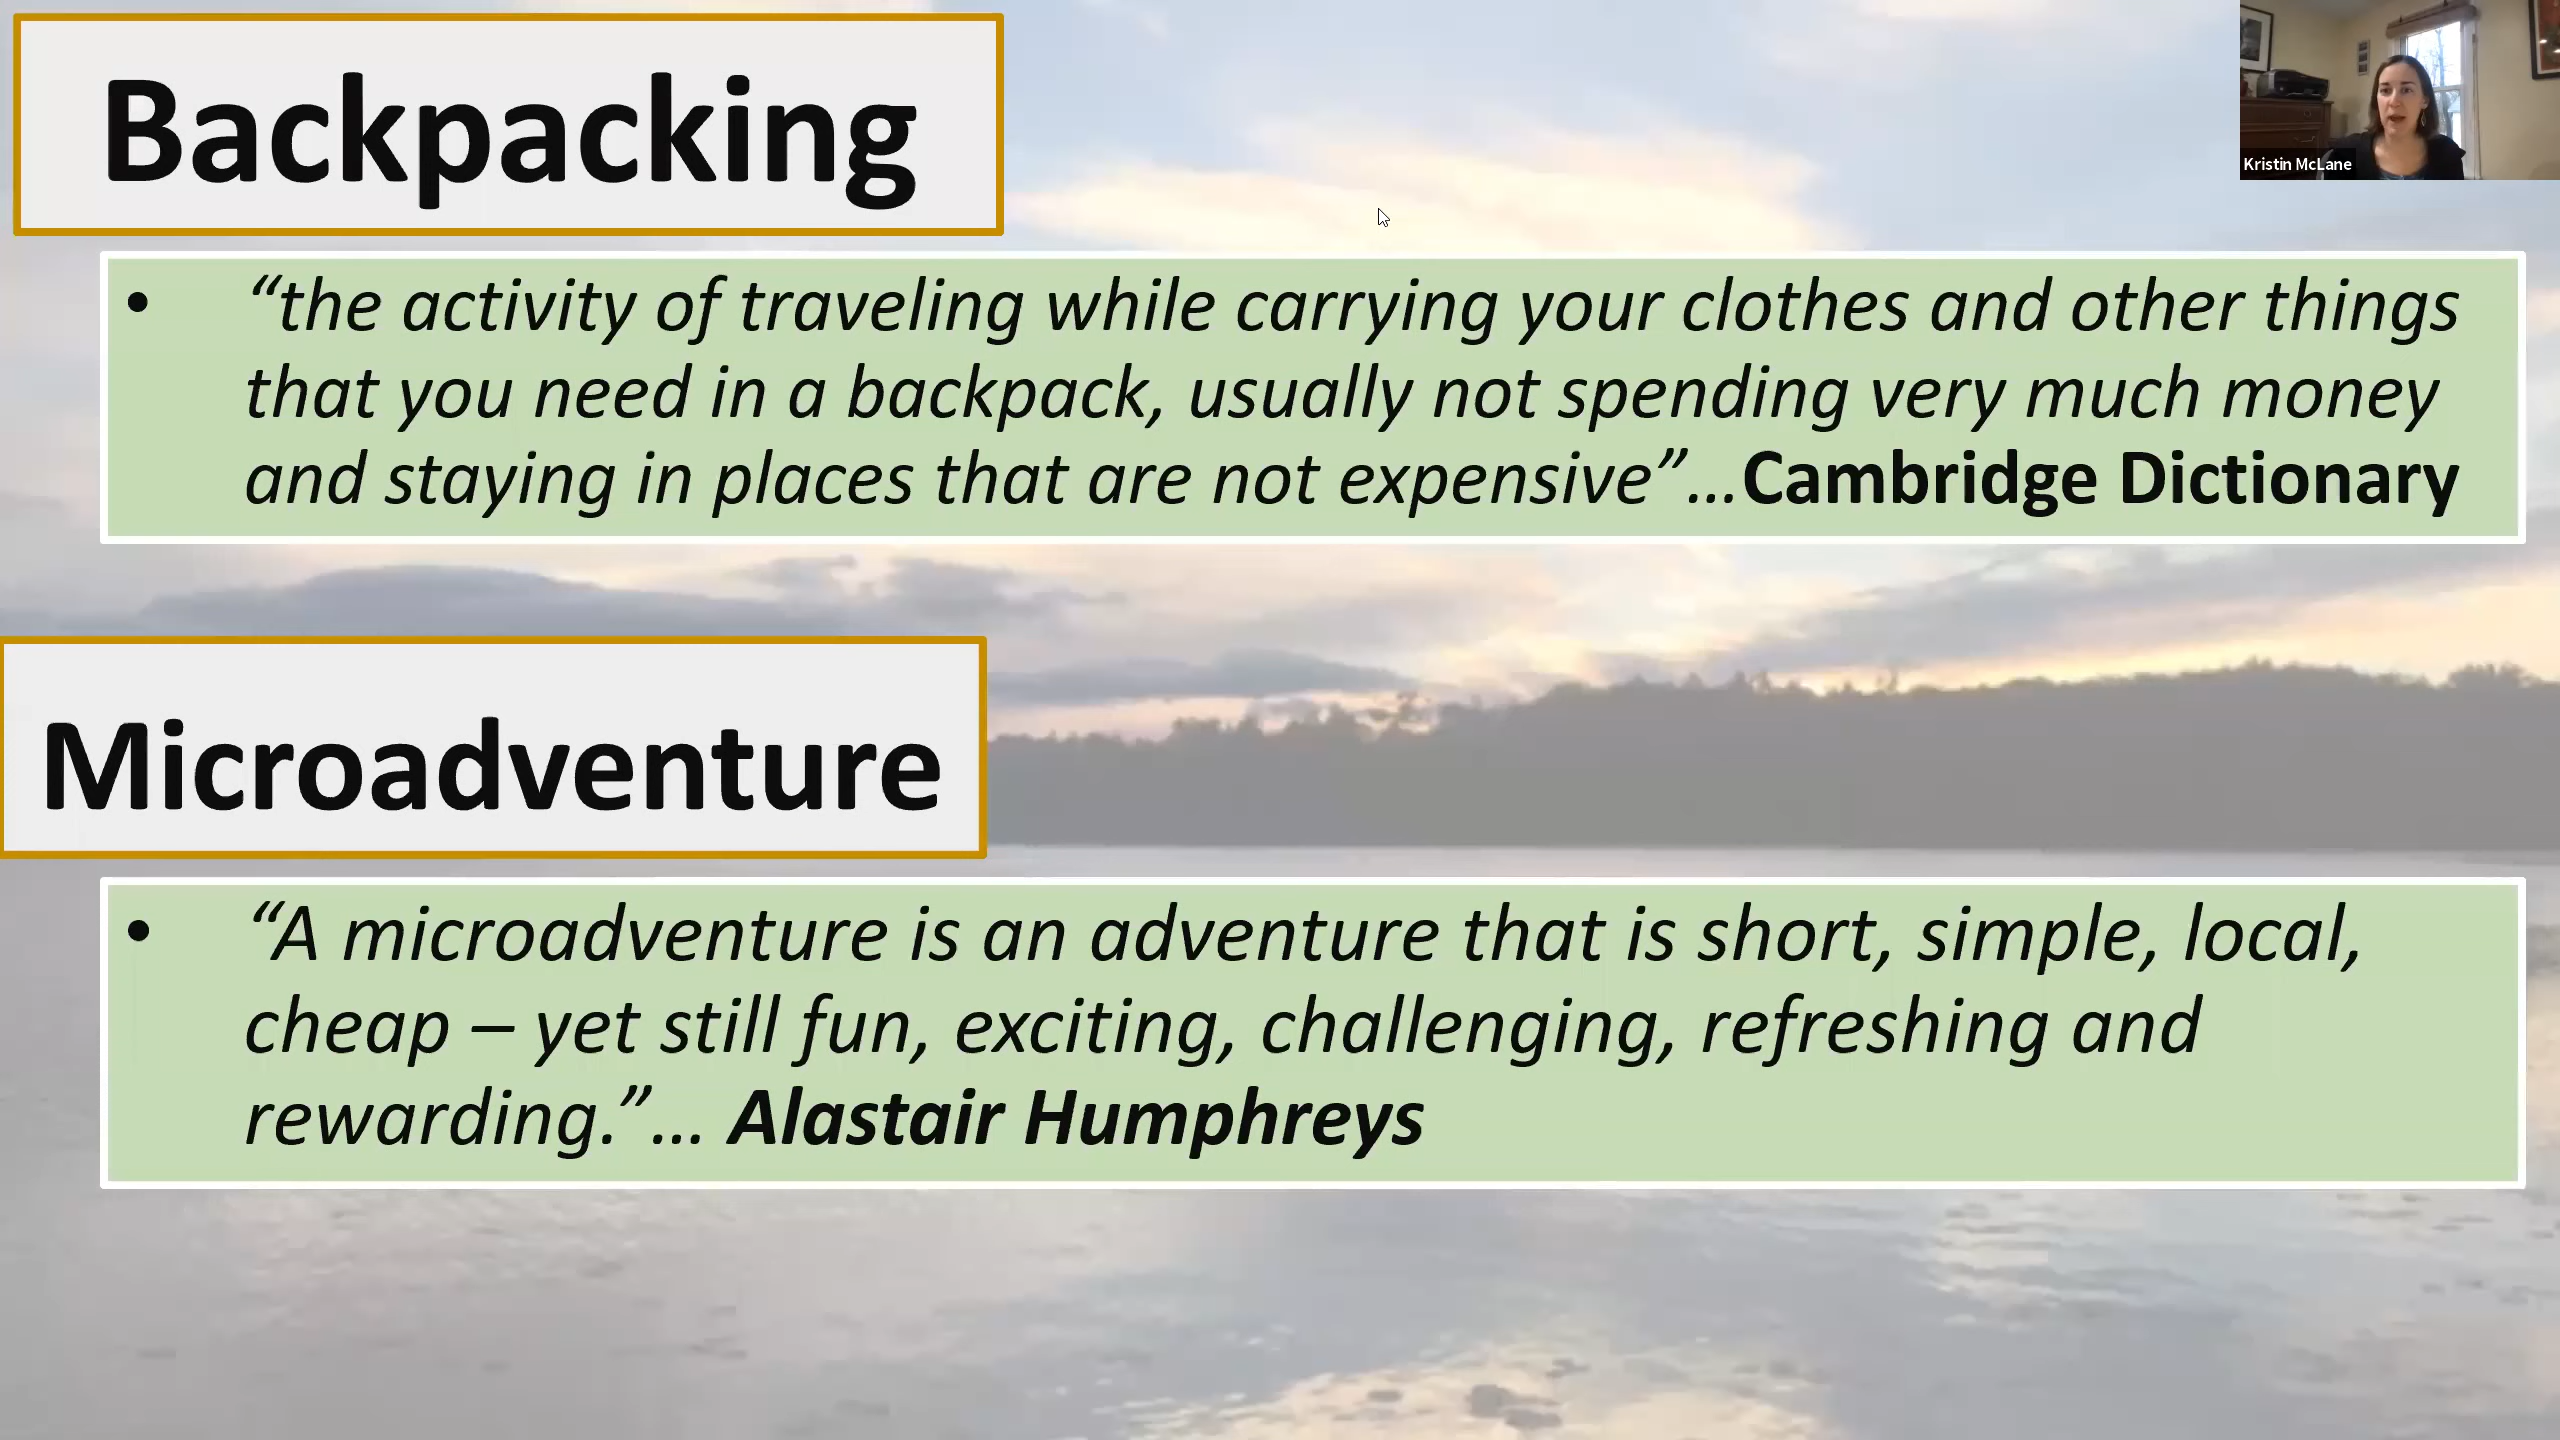 Backpacking
Kristin McLane
• “the activity of traveling while carrying your clothes and other things
that you need in a backpack, usually not spending very much money
and staying in places that are not expensive”…Cambridge Dictionary
Microadventure
• “A microadventure is an adventure that is short, simple, local,
cheap – yet still fun, exciting, challenging, refreshing and
rewarding.”… Alastair Humphreys